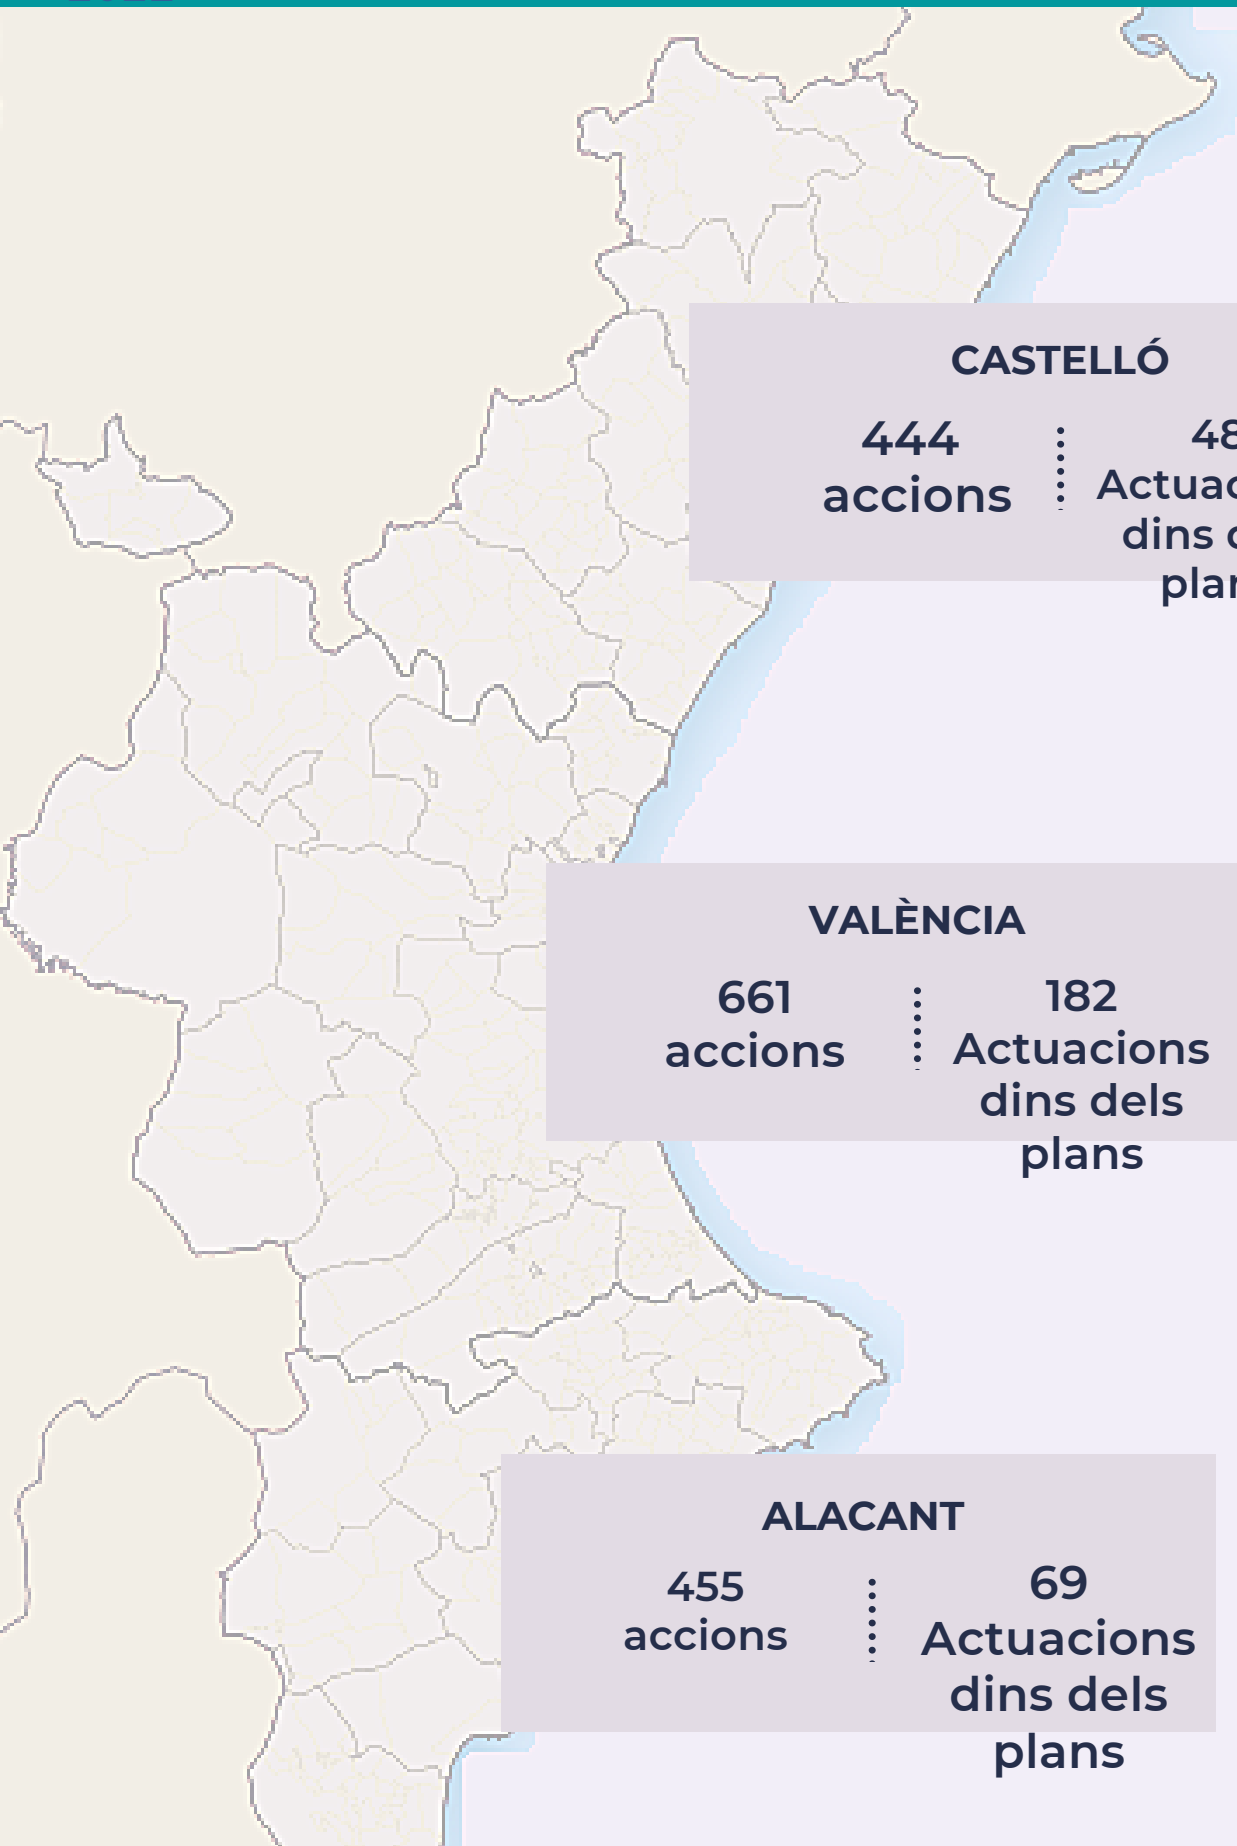 CASTELLÓ
444
accions
VALÈNCIA
661
accions
182
Actuacions
dins dels
plans
ALACANT
455
accions
69
Actuacions
dins dels
plans